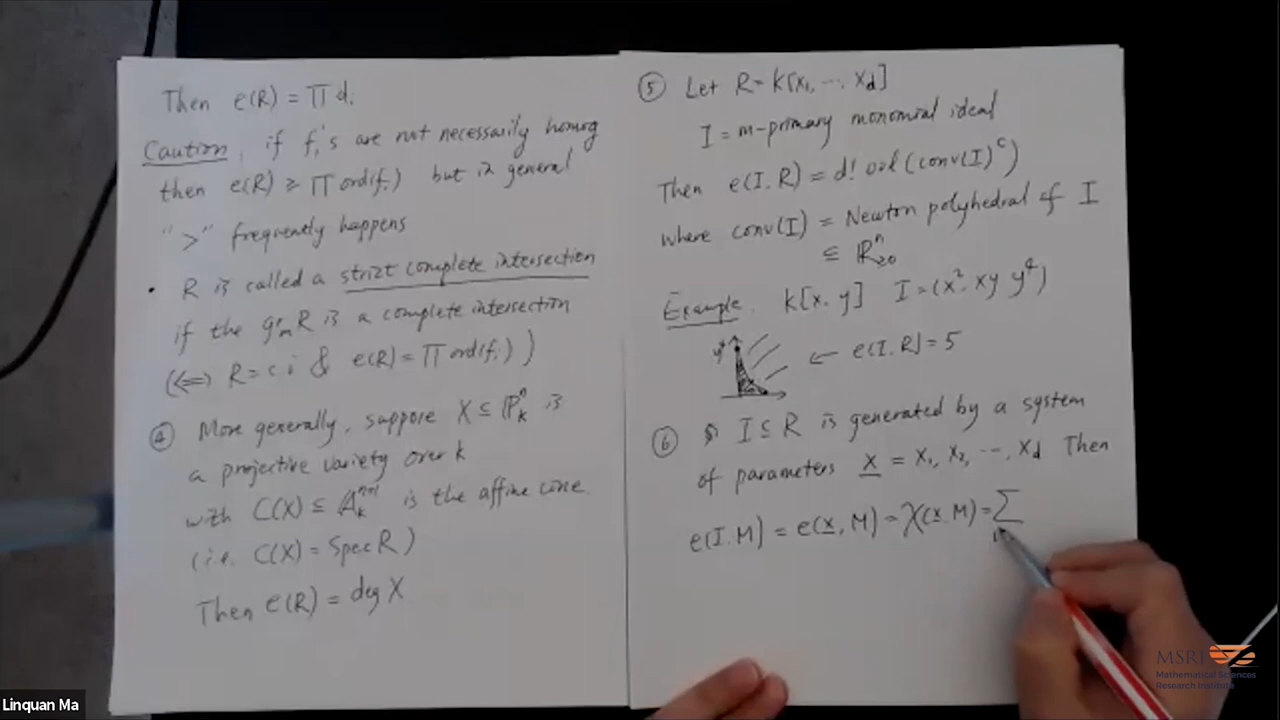 Then e(R) = ∏ dᵢ
Caution, if fᵢ's are not necessarily homog
then e(R) ≥ ∏ ord(fᵢ) but in general
">" frequently happens
• R is called a strict complete intersection
if the grₘR is a complete intersection
(⟺ R = c i & e(R) = ∏ ord(fᵢ))
④ More generally, suppose X ⊆ ℙⁿₖ is
a projective variety over k
with C(X) ⊆ 𝔸ⁿ⁺¹ₖ is the affine cone
(i.e. C(X) = Spec R)
Then e(R) = deg X
⑤ Let R = k[x₁, ⋯, x_d]
I = m-primary monomial ideal
Then e(I, R) = d! vol(conv(I)ᶜ)
where conv(I) = Newton polyhedral of I
⊆ ℝⁿ≥0
Example. k[x, y] I = (x², xy, y⁴)
y⁴
← e(I, R) = 5
⑥ I ⊆ R is generated by a system
of parameters x = x₁, x₂, ⋯, x_d Then
e(I, M) = e(x, M) = χ(x, M) = ∑
MSRI
Mathematical Sciences
Research Institute
Linquan Ma